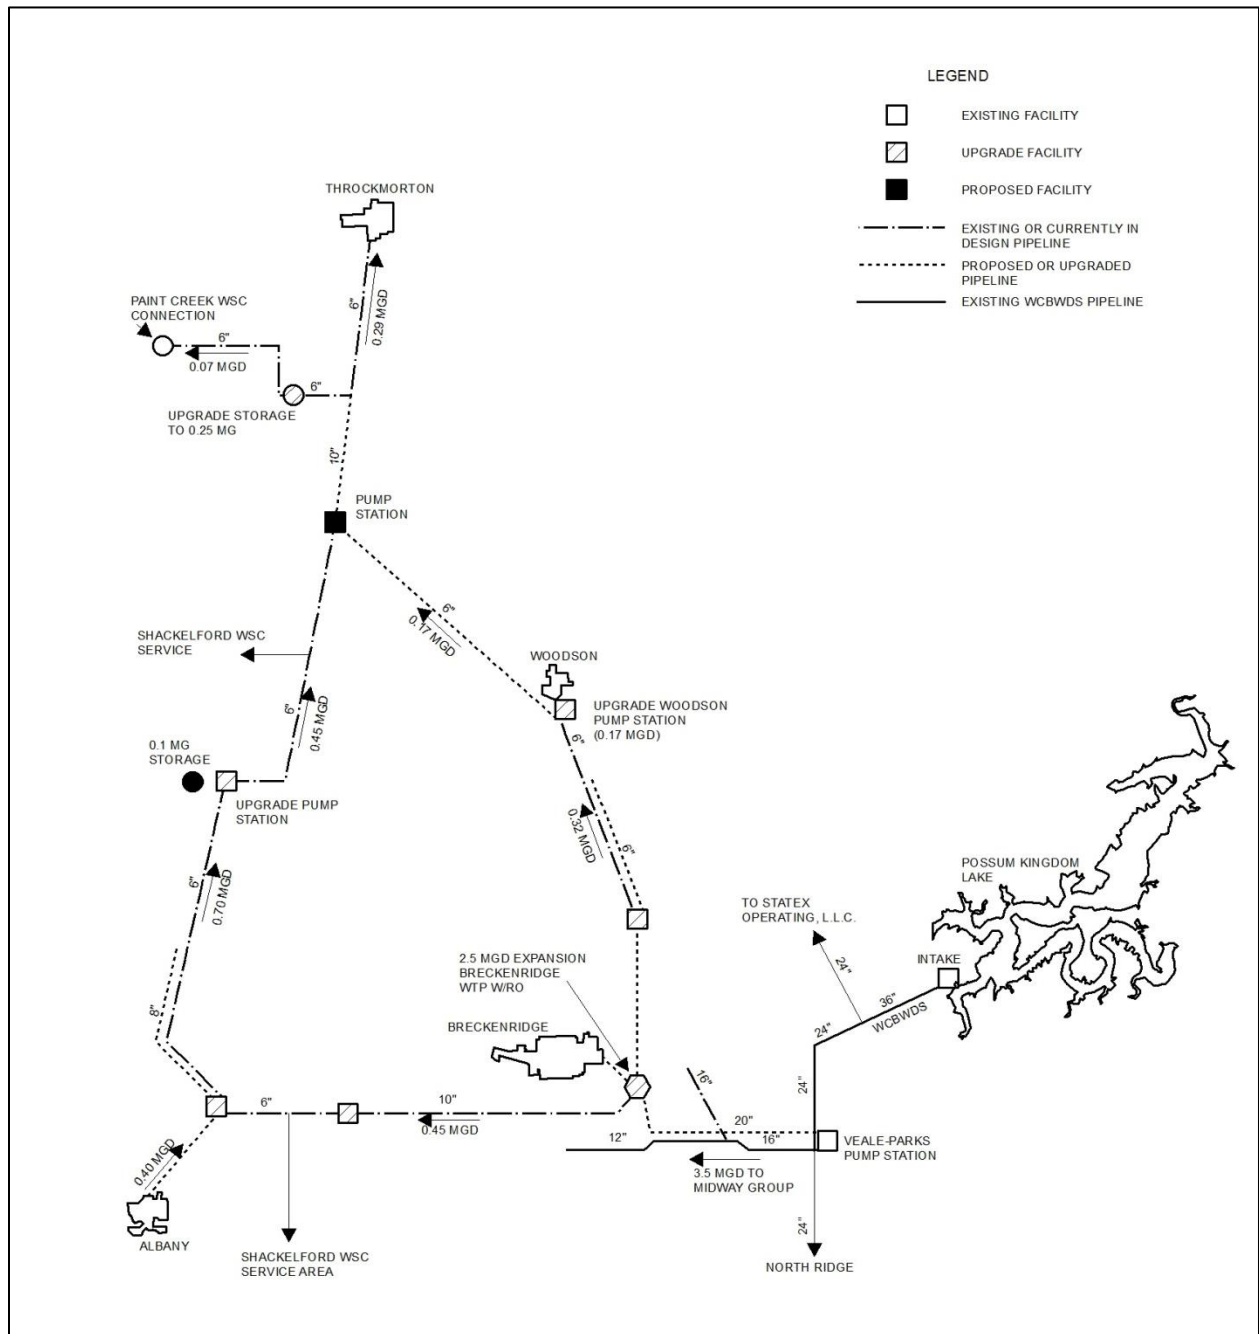 LEGEND
EXISTING FACILITY
UPGRADE FACILITY
PROPOSED FACILITY
EXISTING OR CURRENTLY IN
DESIGN PIPELINE
PROPOSED OR UPGRADED
PIPELINE
EXISTING WCBWDS PIPELINE
THROCKMORTON
6"
0.29 MGD
PAINT CREEK WSC
CONNECTION
6"
0.07 MGD
6"
UPGRADE STORAGE
TO 0.25 MG
10"
PUMP
STATION
6"
0.17 MGD
SHACKELFORD WSC
SERVICE
WOODSON
UPGRADE WOODSON
PUMP STATION
(0.17 MGD)
6"
0.45 MGD
6"
0.1 MG
STORAGE
UPGRADE PUMP
STATION
0.32 MGD
6"
6"
0.70 MGD
POSSUM KINGDOM
LAKE
TO STATEX
OPERATING, L.L.C.
24"
INTAKE
2.5 MGD EXPANSION
BRECKENRIDGE
WTP W/RO
36"
WCBWDS
24"
8"
BRECKENRIDGE
24"
16"
6"
10"
0.45 MGD
20"
12"
16"
VEALE-PARKS
PUMP STATION
0.40 MGD
3.5 MGD TO
MIDWAY GROUP
24"
ALBANY
SHACKELFORD WSC
SERVICE AREA
NORTH RIDGE